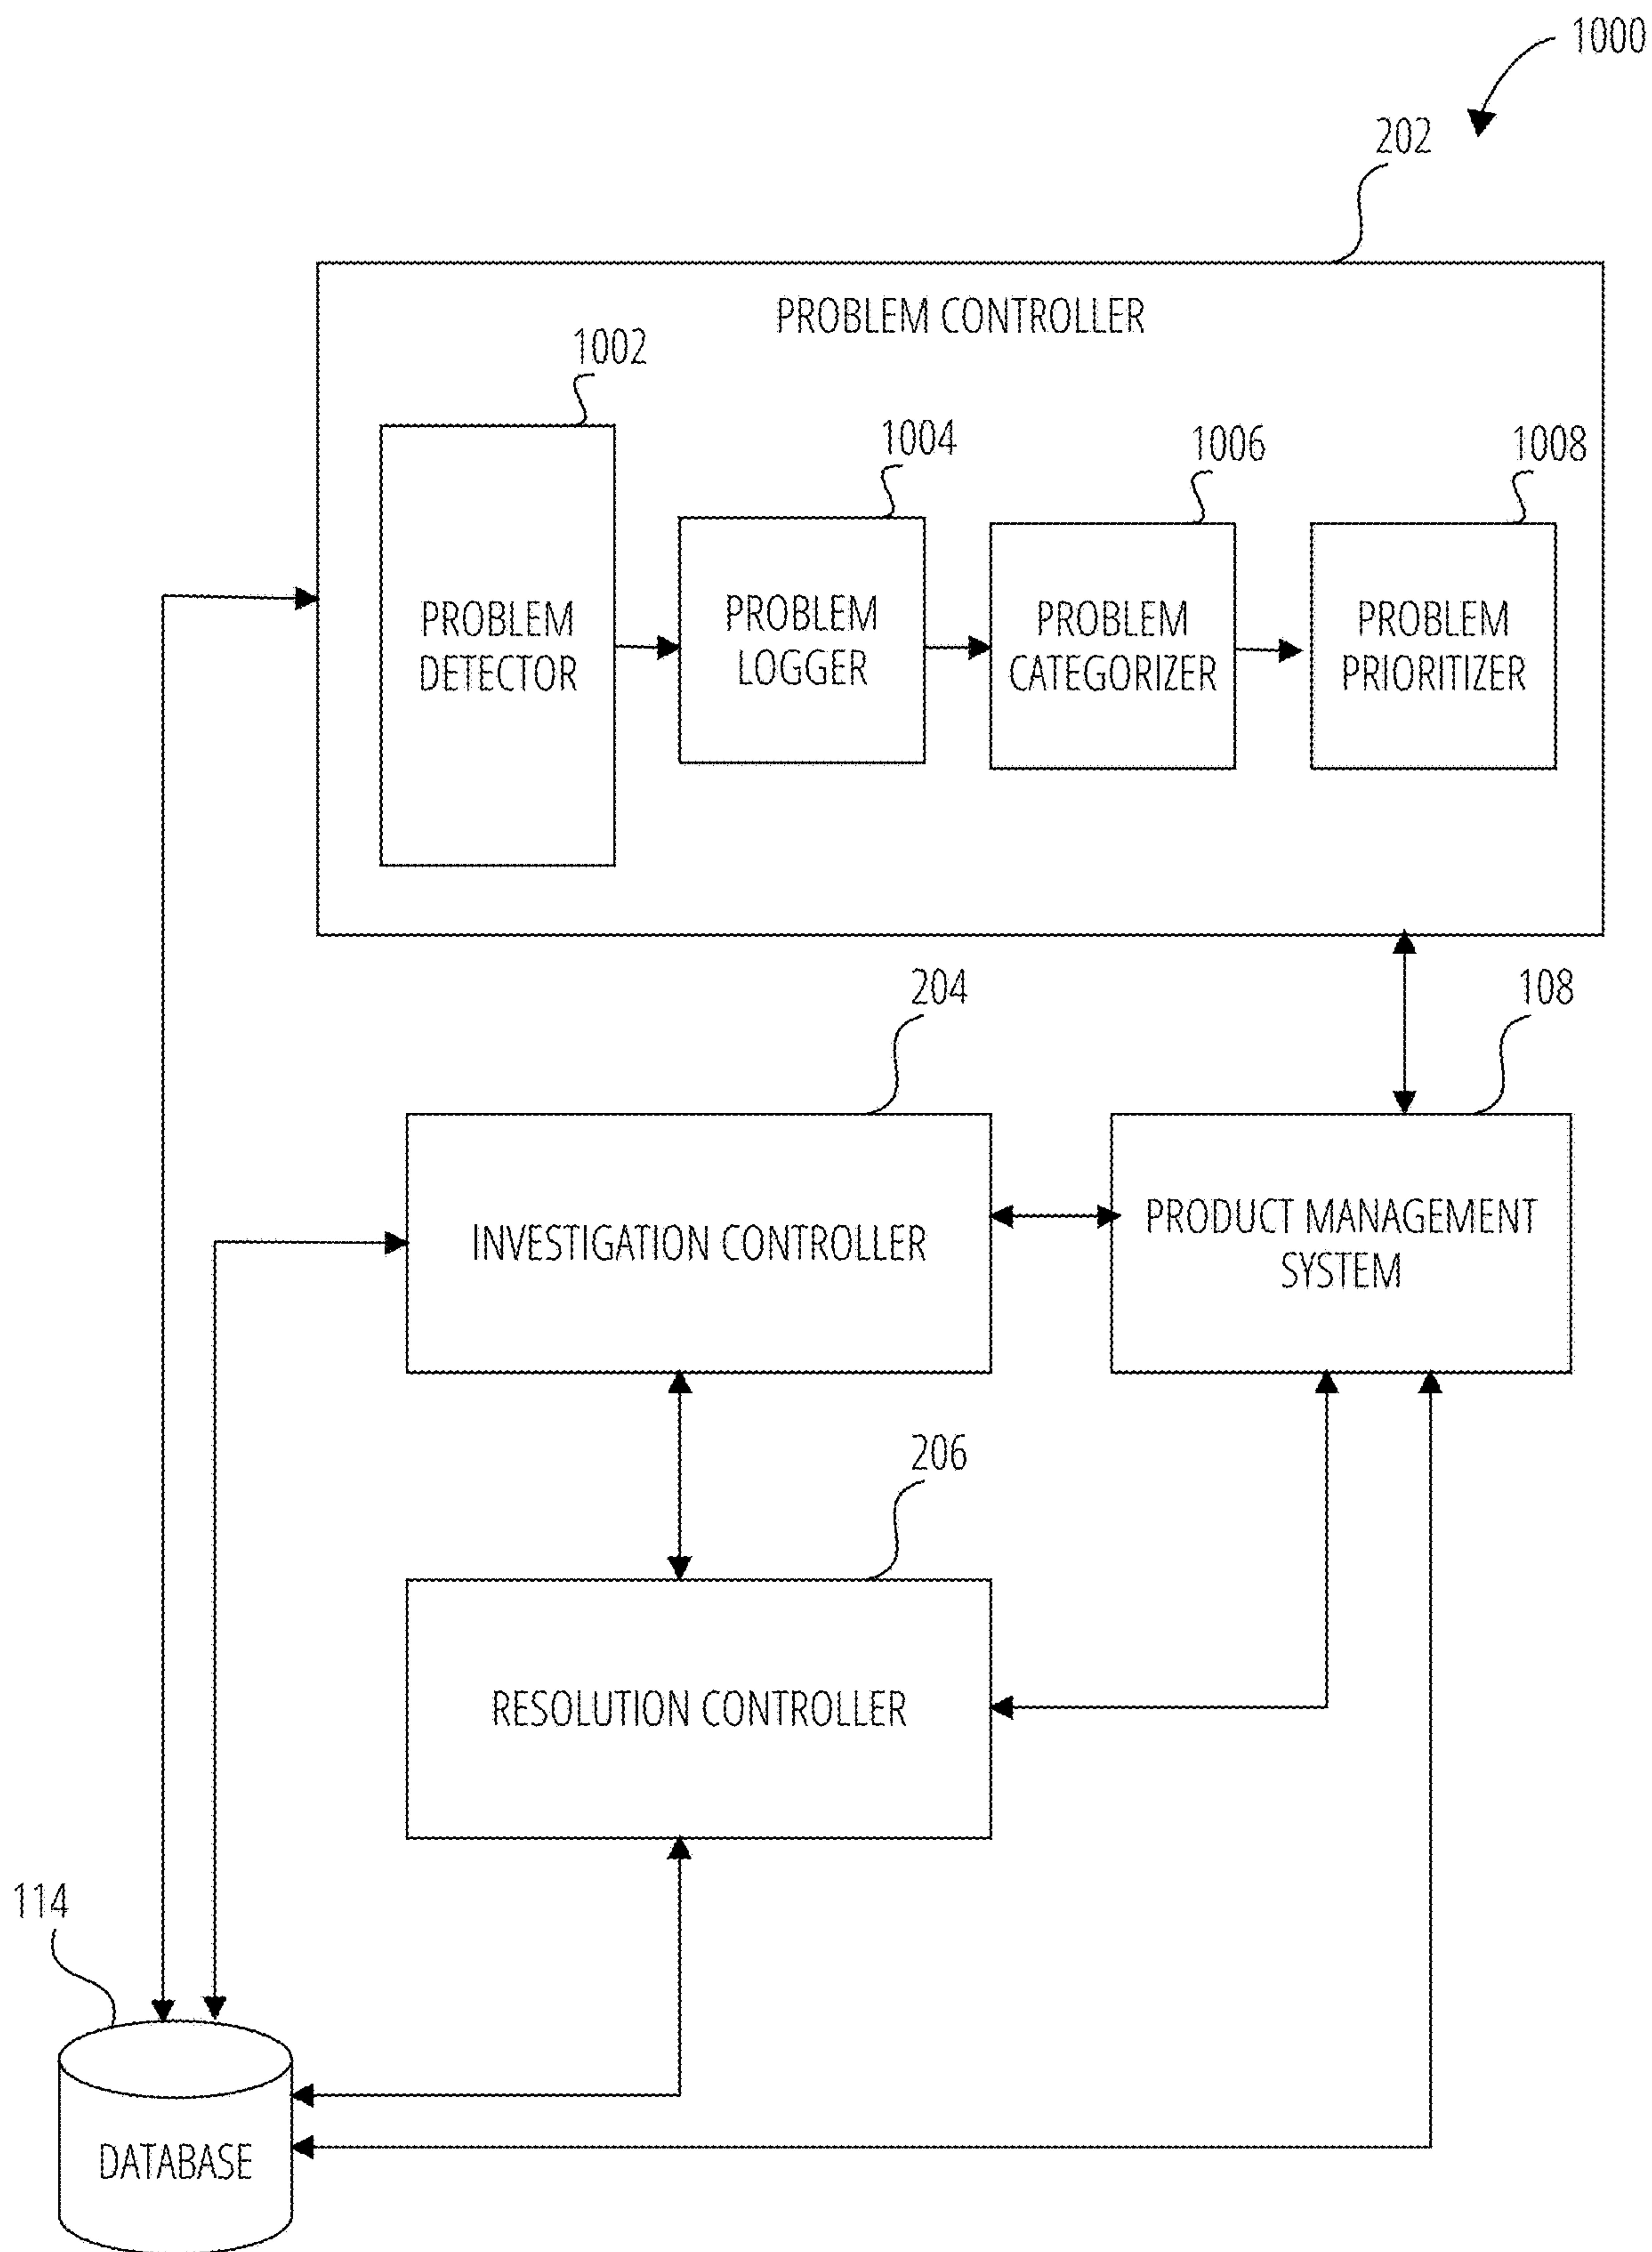 1000
202
PROBLEM CONTROLLER
1002
1004
1006
1008
PROBLEM
DETECTOR
PROBLEM
LOGGER
PROBLEM
CATEGORIZER
PROBLEM
PRIORITIZER
204
108
INVESTIGATION CONTROLLER
PRODUCT MANAGEMENT
SYSTEM
206
RESOLUTION CONTROLLER
114
DATABASE